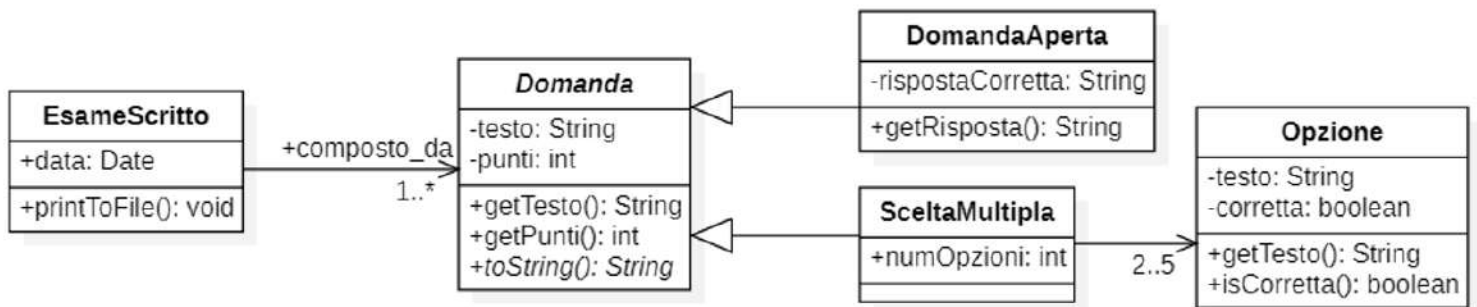 EsameScritto
+data: Date
+printToFile(): void
+composto_da
1..*
Domanda
-testo: String
-punti: int
+getTesto(): String
+getPunti(): int
+toString(): String
DomandaAperta
-rispostaCorretta: String
+getRisposta(): String
SceltaMultipla
+numOpzioni: int
2..5
Opzione
-testo: String
-corretta: boolean
+getTesto(): String
+isCorretta(): boolean